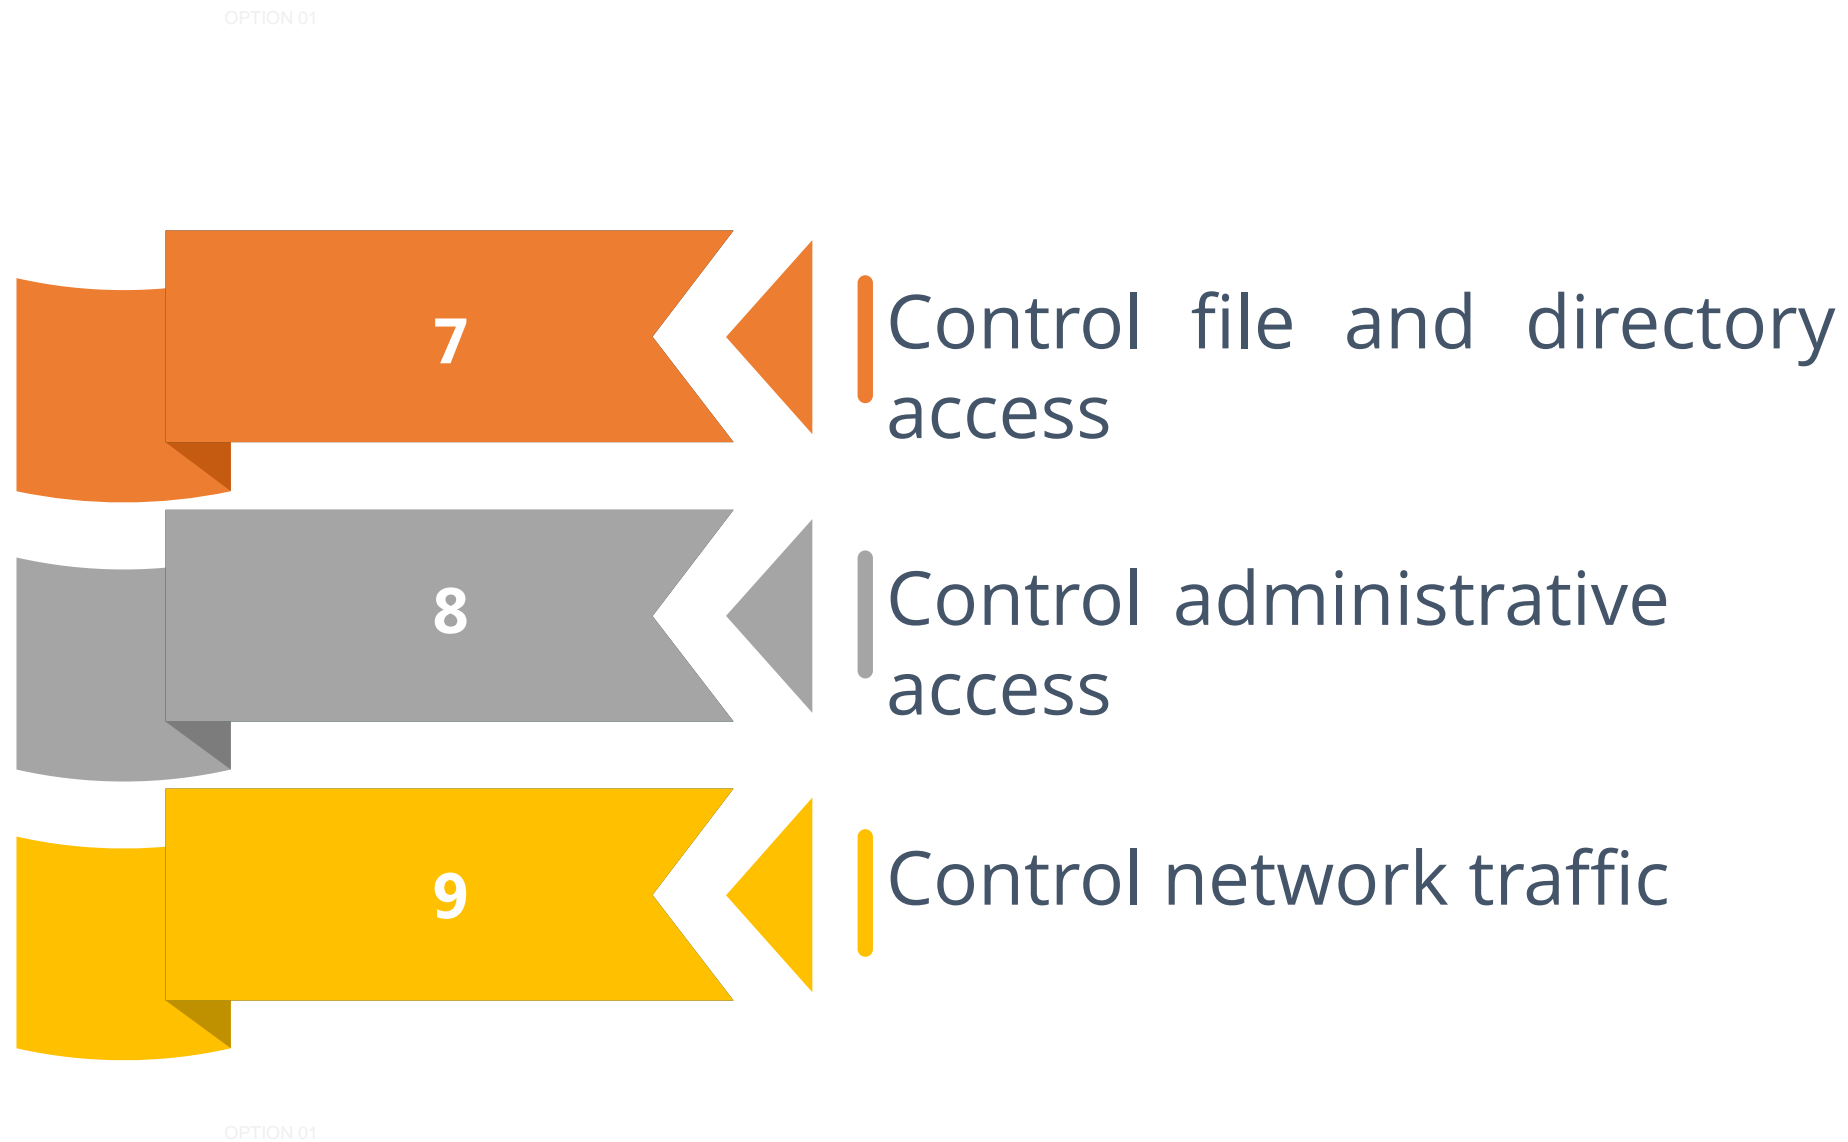 OPTION 01
7
Control file and directory
access
8
Control administrative
access
9
Control network traffic
OPTION 01